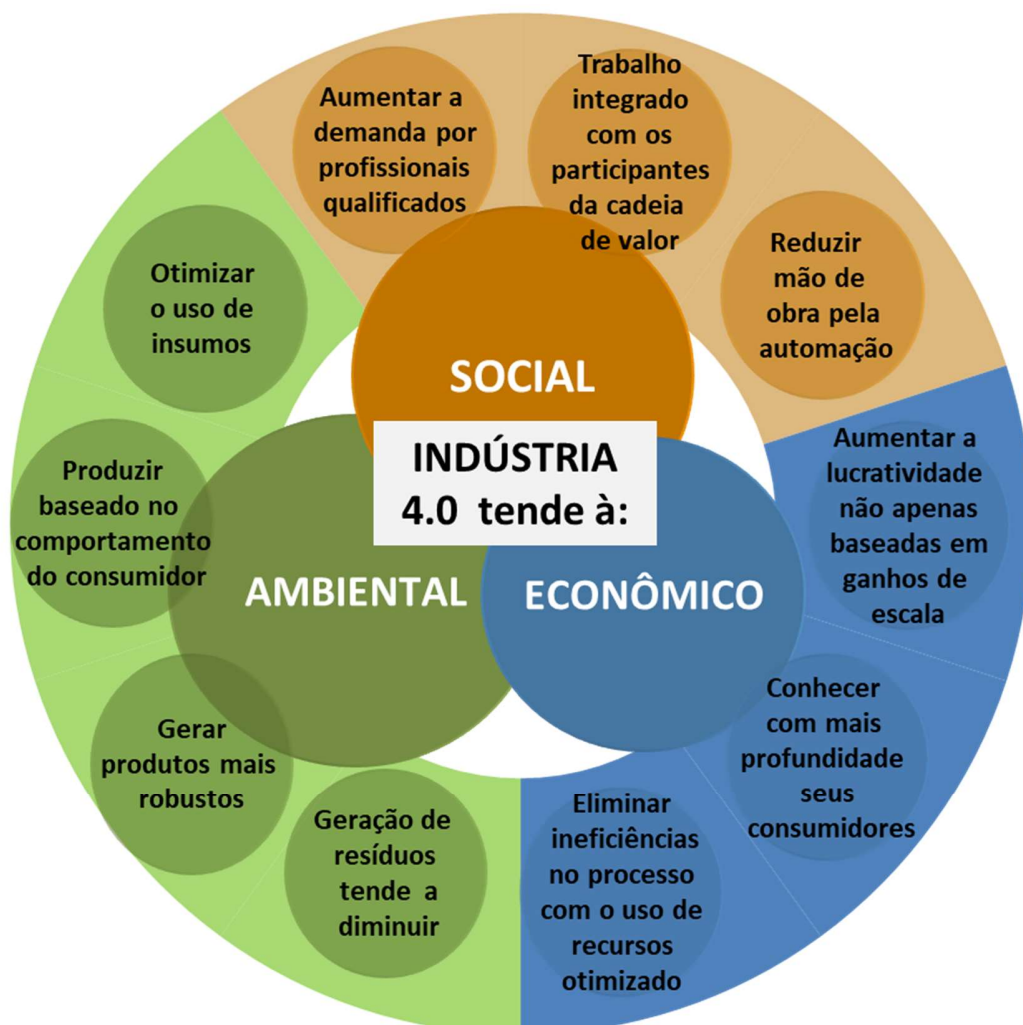 Aumentar a
demanda por
profissionais
qualificados
Trabalho
integrado
com os
participantes
da cadeia
de valor
Reduzir
mão de
obra pela
automação
Otimizar
o uso de
insumos
SOCIAL
INDÚSTRIA
4.0 tende à:
Produzir
baseado no
comportamento
do consumidor
Aumentar a
lucratividade
não apenas
baseadas em
ganhos de
escala
AMBIENTAL
ECONÔMICO
Gerar
produtos mais
robustos
Conhecer
com mais
profundidade
seus
consumidores
Geração de
resíduos
tende a
diminuir
Eliminar
ineficiências
no processo
com o uso de
recursos
otimizado